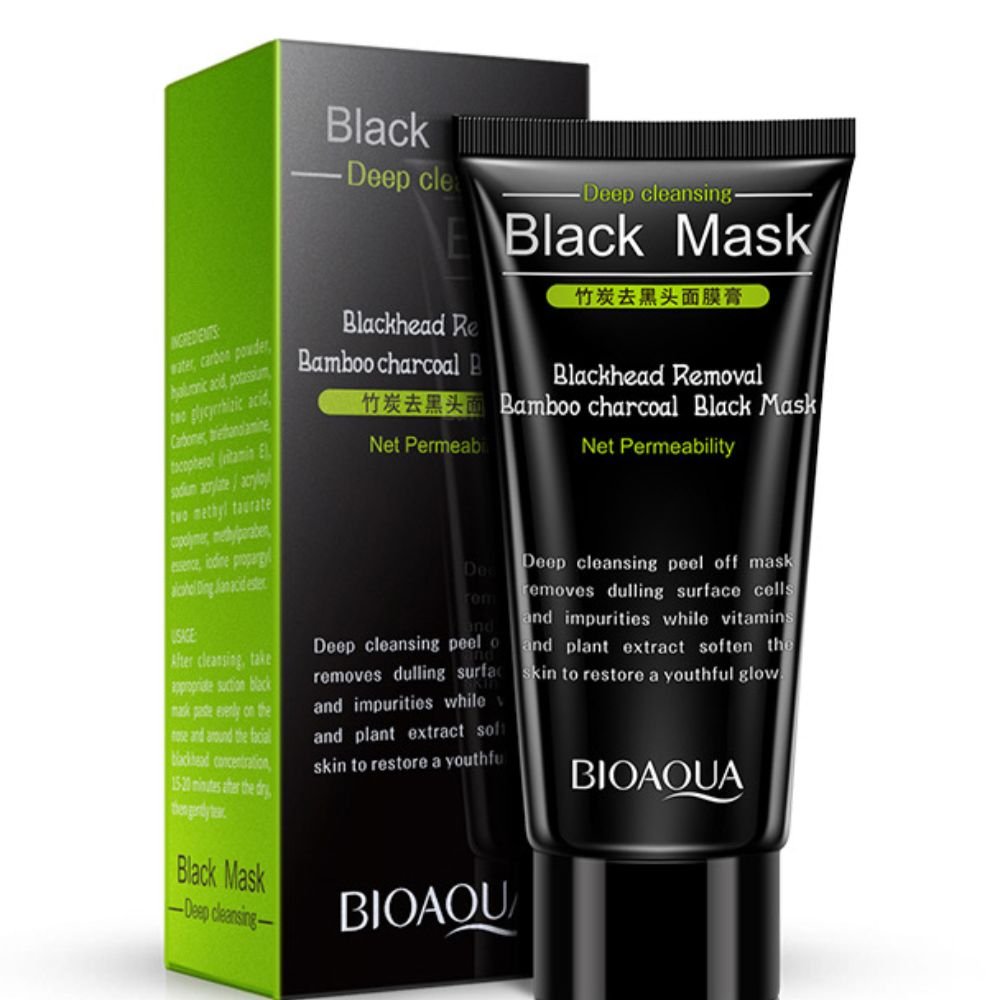 INGREDIENTS:
water, carbon powder,
hyaluronic acid, potassium,
two glycyrrhizic acid,
Carbomer, triethanolamine,
tocopherol (vitamin E),
sodium acrylate / acryloyl
two methyl taurate
copolymer, methylparaben,
essence, iodine propargyl
alcohol Ding Jian acid ester.
USAGE:
After cleansing, take
appropriate suction black
mask paste evenly on the
nose and around the facial
blackhead concentration,
15-20 minutes after the dry,
then gently tear.
Black Mask
Deep cleansing
Black
Deep clea
Blackhead Re
Bamboo charcoal B
竹炭去黑头面
Net Permeabi
Deep cleansing peel o
removes dulling surfac
and impurities while v
and plant extract soft
skin to restore a youthfu
BIOAQUA
Deep cleansing
Black Mask
竹炭去黑头面膜膏
Blackhead Removal
Bamboo charcoal Black Mask
Net Permeability
Deep cleansing peel off mask
removes dulling surface cells
and impurities while vitamins
and plant extract soften the
skin to restore a youthful glow.
BIOAQUA